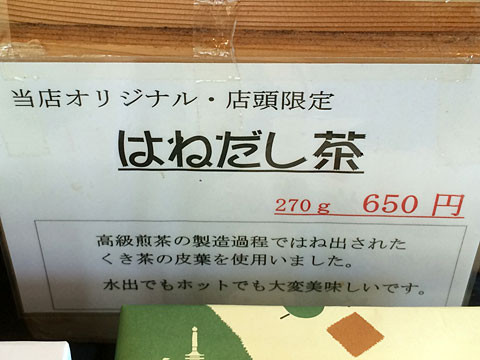 当店オリジナル・店頭限定
はねだし茶
270g 650円
高級煎茶の製造過程ではね出された
くき茶の皮葉を使用いました。
水出でもホットでも大変美味しいです。